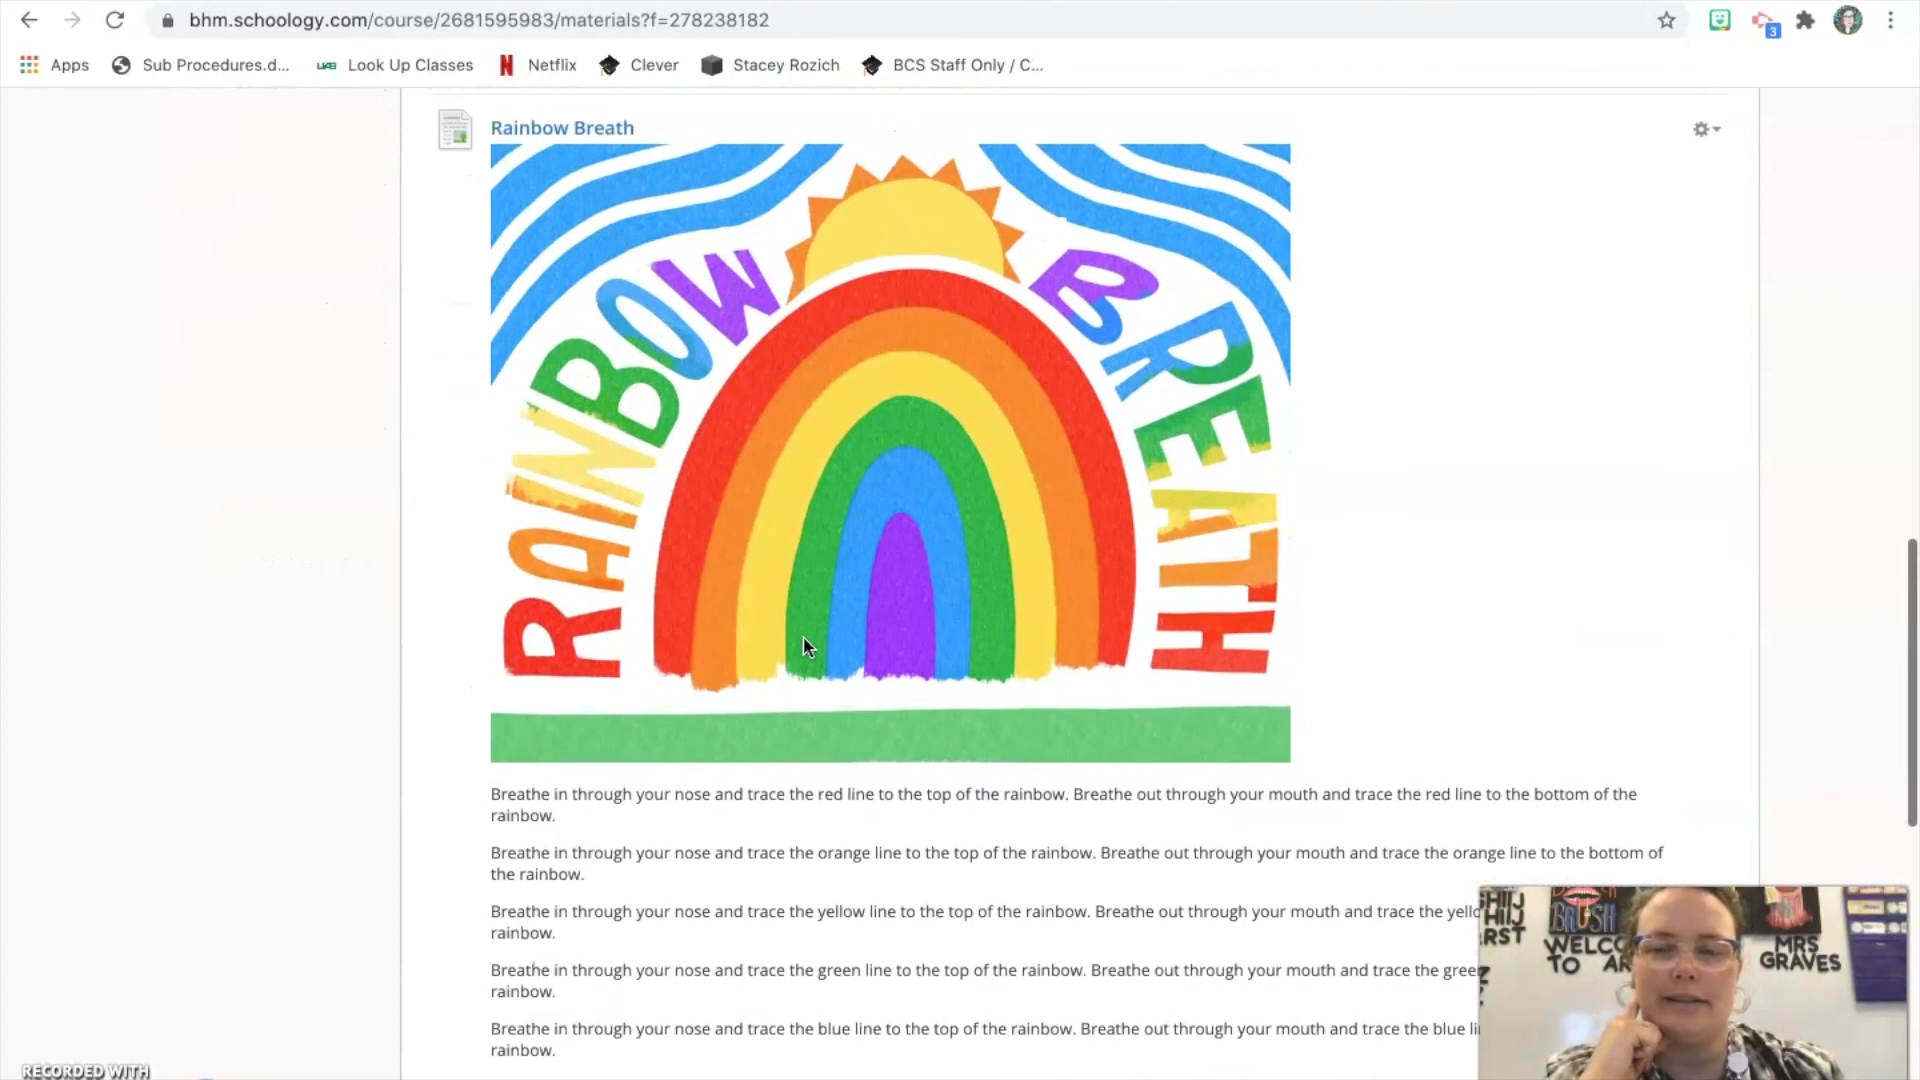 bhm.schoology.com/course/2681595983/materials?f=278238182
3
Apps
Sub Procedures.d...
UAB
Look Up Classes
N
Netflix
Clever
Stacey Rozich
BCS Staff Only / C...
Rainbow Breath
RAINBOW BREATH
Breathe in through your nose and trace the red line to the top of the rainbow. Breathe out through your mouth and trace the red line to the bottom of the
rainbow.
Breathe in through your nose and trace the orange line to the top of the rainbow. Breathe out through your mouth and trace the orange line to the bottom of
the rainbow.
Breathe in through your nose and trace the yellow line to the top of the rainbow. Breathe out through your mouth and trace the yello
rainbow.
Breathe in through your nose and trace the green line to the top of the rainbow. Breathe out through your mouth and trace the gree
rainbow.
Breathe in through your nose and trace the blue line to the top of the rainbow. Breathe out through your mouth and trace the blue li
rainbow.
BRUSH
RST
WELCO
TO AR
MRS
GRAVES
RECORDED WITH